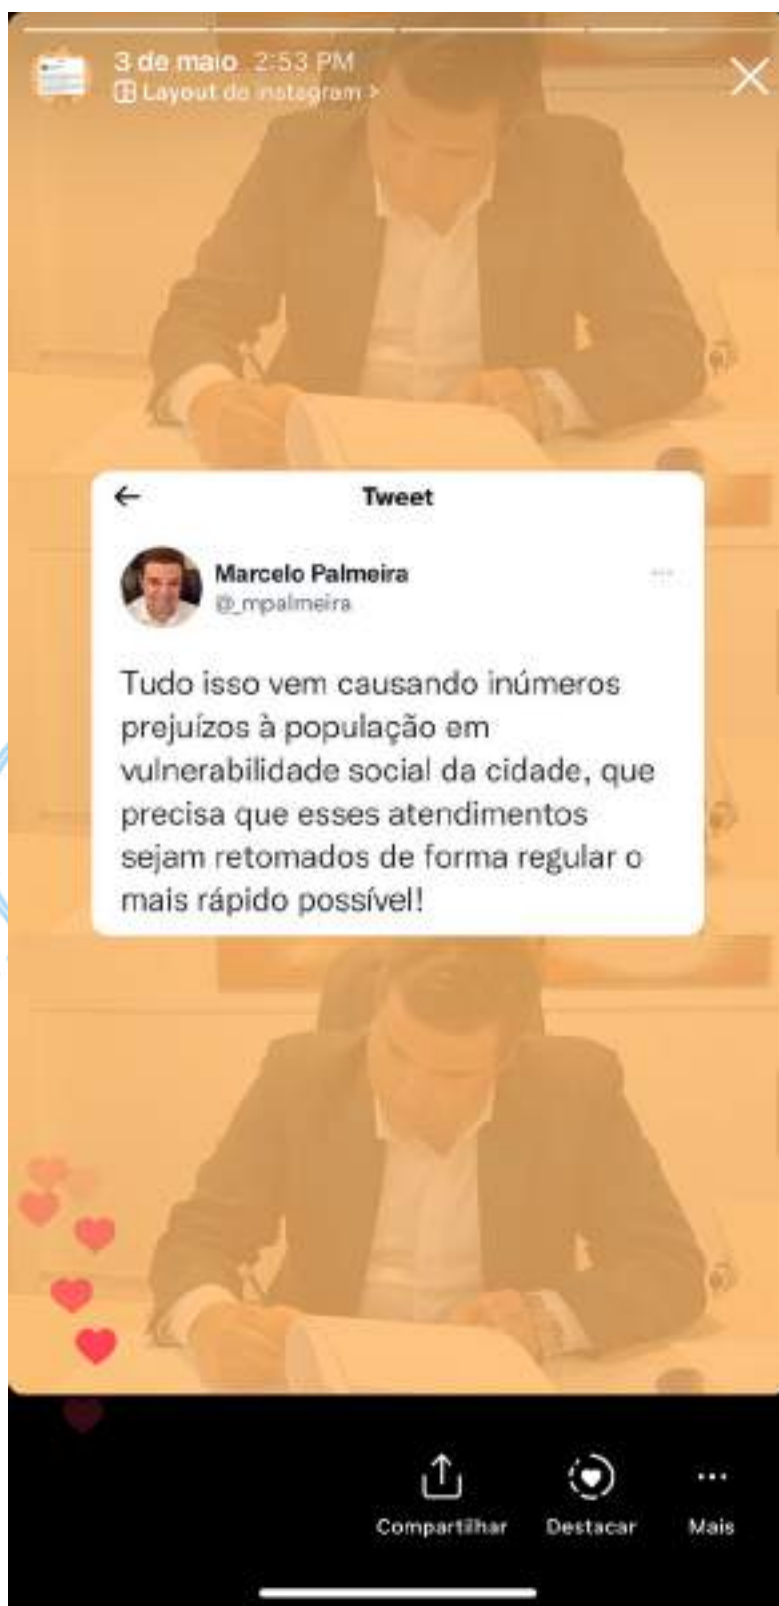 3 de maio 2:53 PM
Layout do Instagram >
Tweet
Marcelo Palmeira
@_mpalmeira
Tudo isso vem causando inúmeros
prejuízos à população em
vulnerabilidade social da cidade, que
precisa que esses atendimentos
sejam retomados de forma regular o
mais rápido possível!
Compartilhar
Destacar
Mais